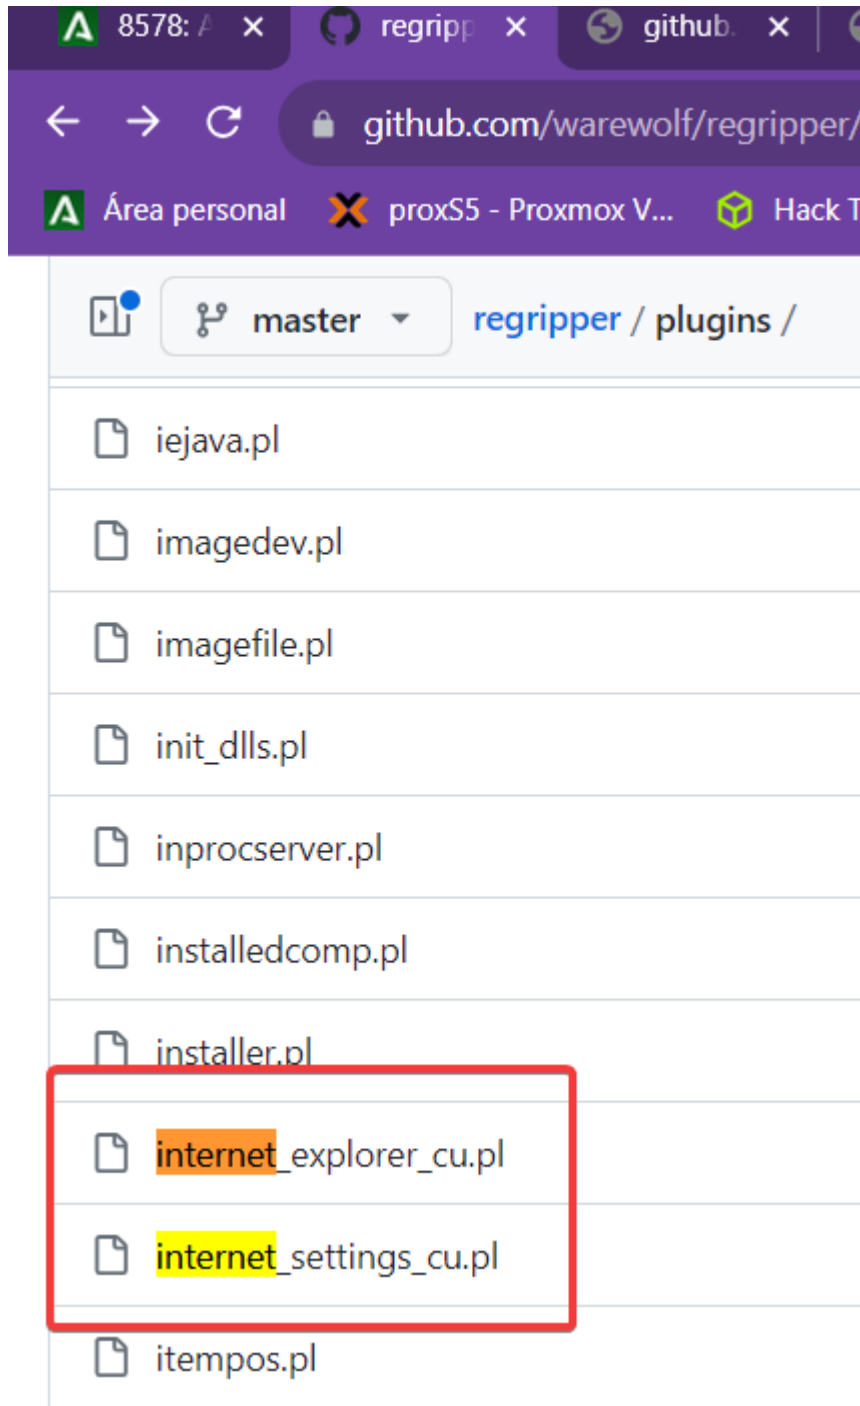 8578: A regripp github.
github.com/warewolf/regripper/
Área personal proxS5 - Proxmox V... Hack T
master regripper / plugins /
iejava.pl
imagedev.pl
imagefile.pl
init_dlls.pl
inprocserver.pl
installedcomp.pl
installer.pl
internet_explorer_cu.pl
internet_settings_cu.pl
itempos.pl